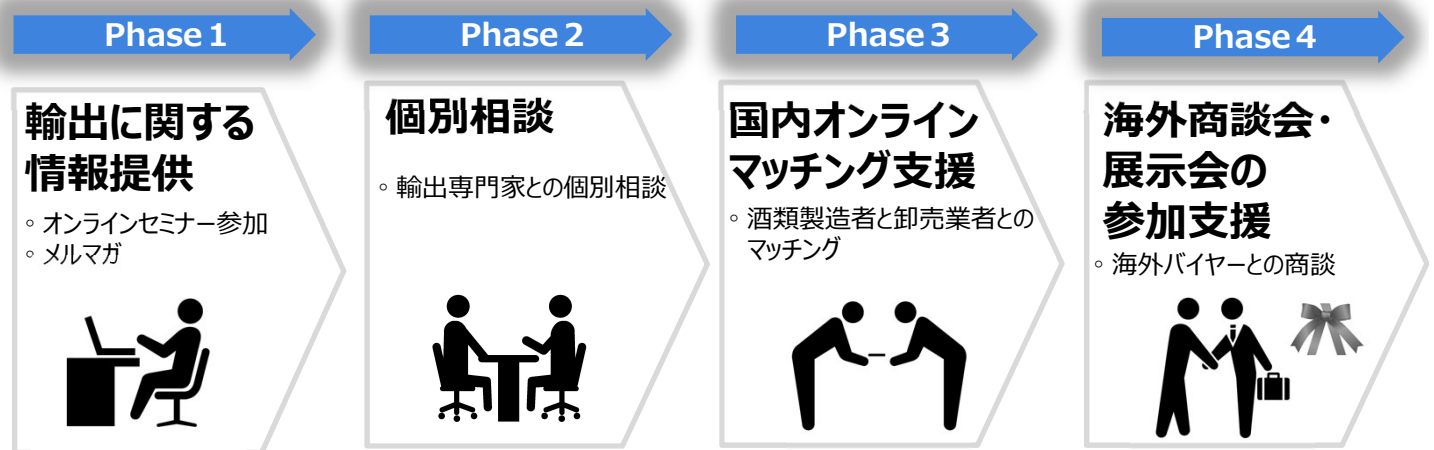 Phase 1
輸出に関する
情報提供
◦ オンラインセミナー参加
◦ メルマガ
Phase 2
個別相談
◦ 輸出専門家との個別相談
Phase 3
国内オンライン
マッチング支援
◦ 酒類製造者と卸売業者との
マッチング
Phase 4
海外商談会・
展示会の
参加支援
◦ 海外バイヤーとの商談